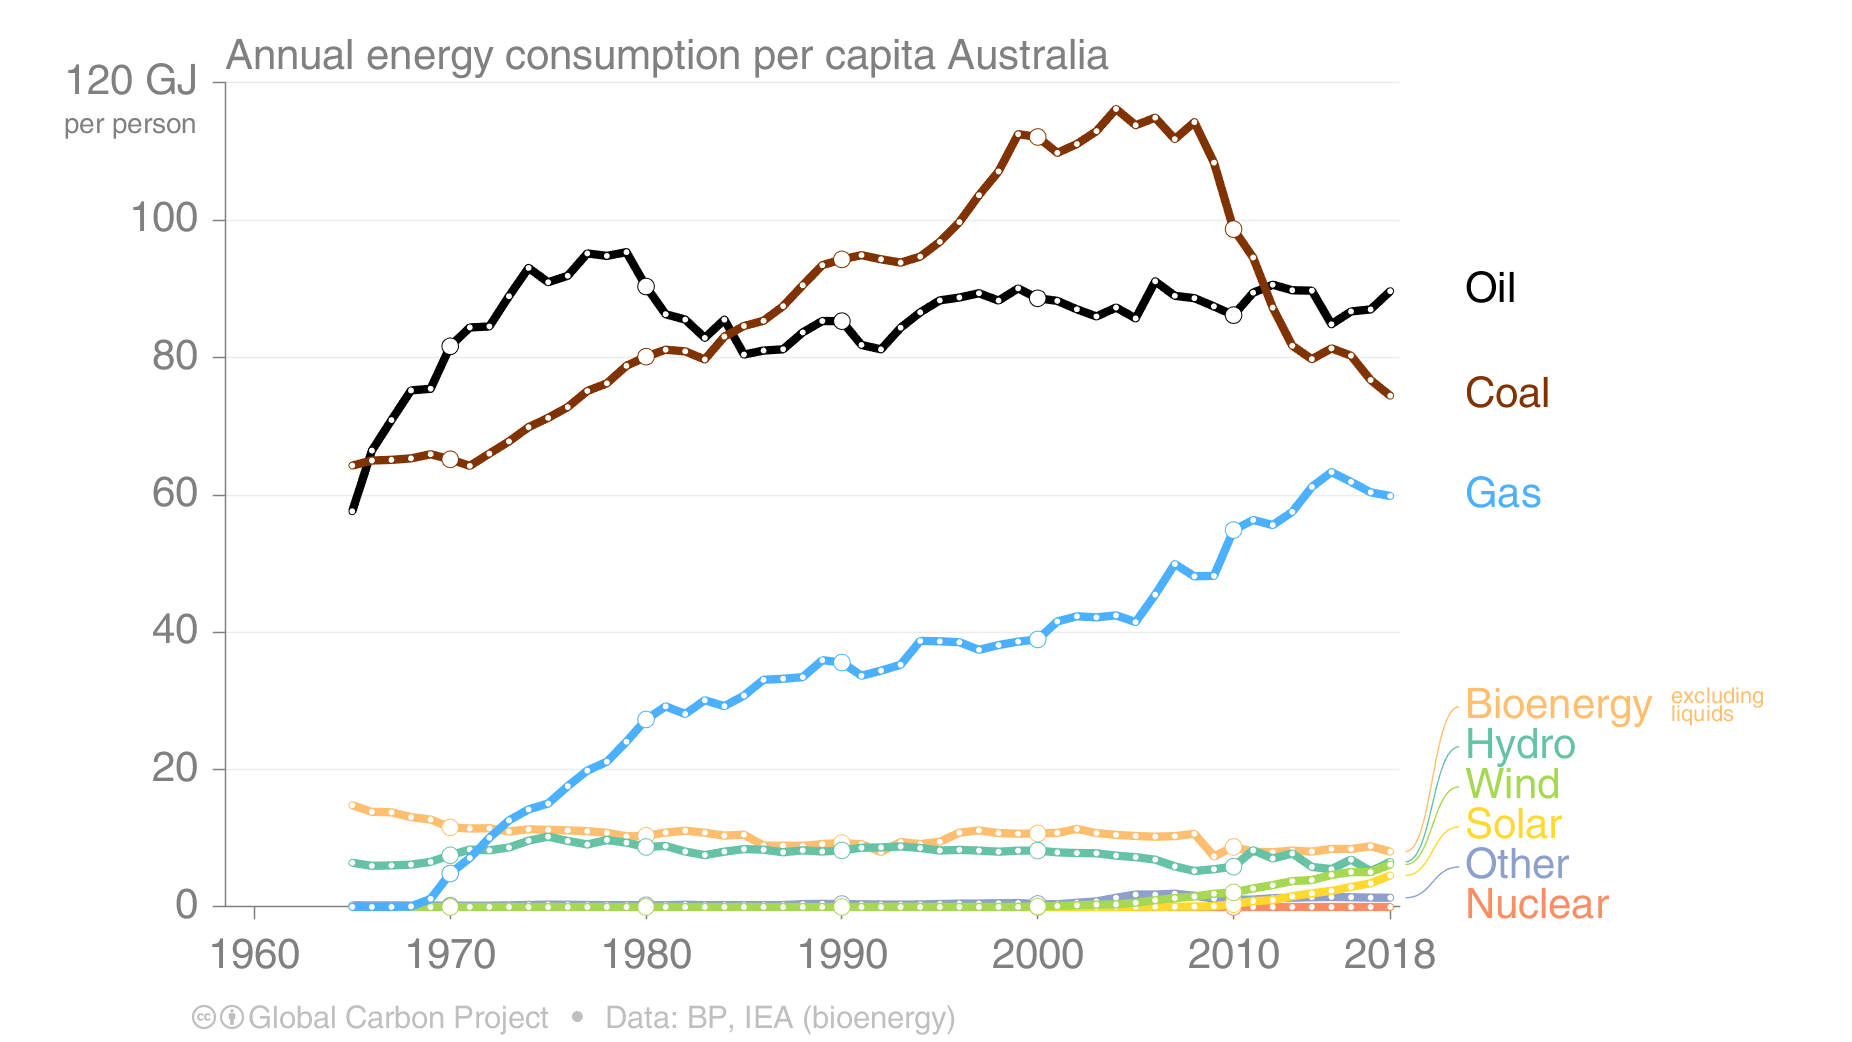 Annual energy consumption per capita Australia
120 GJ
per person
100
80
60
40
20
0
1960 1970 1980 1990 2000 2010 2018
Oil
Coal
Gas
Bioenergy excluding
liquids
Hydro
Wind
Solar
Other
Nuclear
cc Global Carbon Project • Data: BP, IEA (bioenergy)